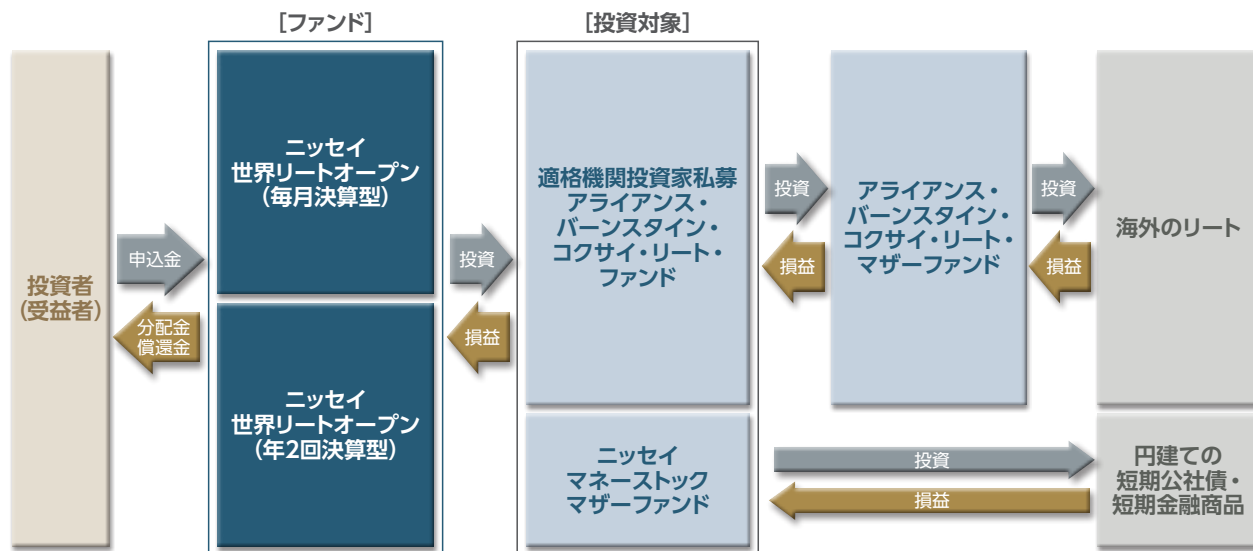 [ファンド]
[投資対象]
投資者
(受益者)
申込金
分配金
償還金
ニッセイ
世界リートオープン
(毎月決算型)
ニッセイ
世界リートオープン
(年2回決算型)
投資
損益
適格機関投資家私募
アライアンス・
バーンスタイン・
コクサイ・リート・
ファンド
ニッセイ
マネーストック
マザーファンド
投資
損益
アライアンス・
バーンスタイン・
コクサイ・リート・
マザーファンド
投資
損益
海外のリート
投資
損益
円建ての
短期公社債・
短期金融商品